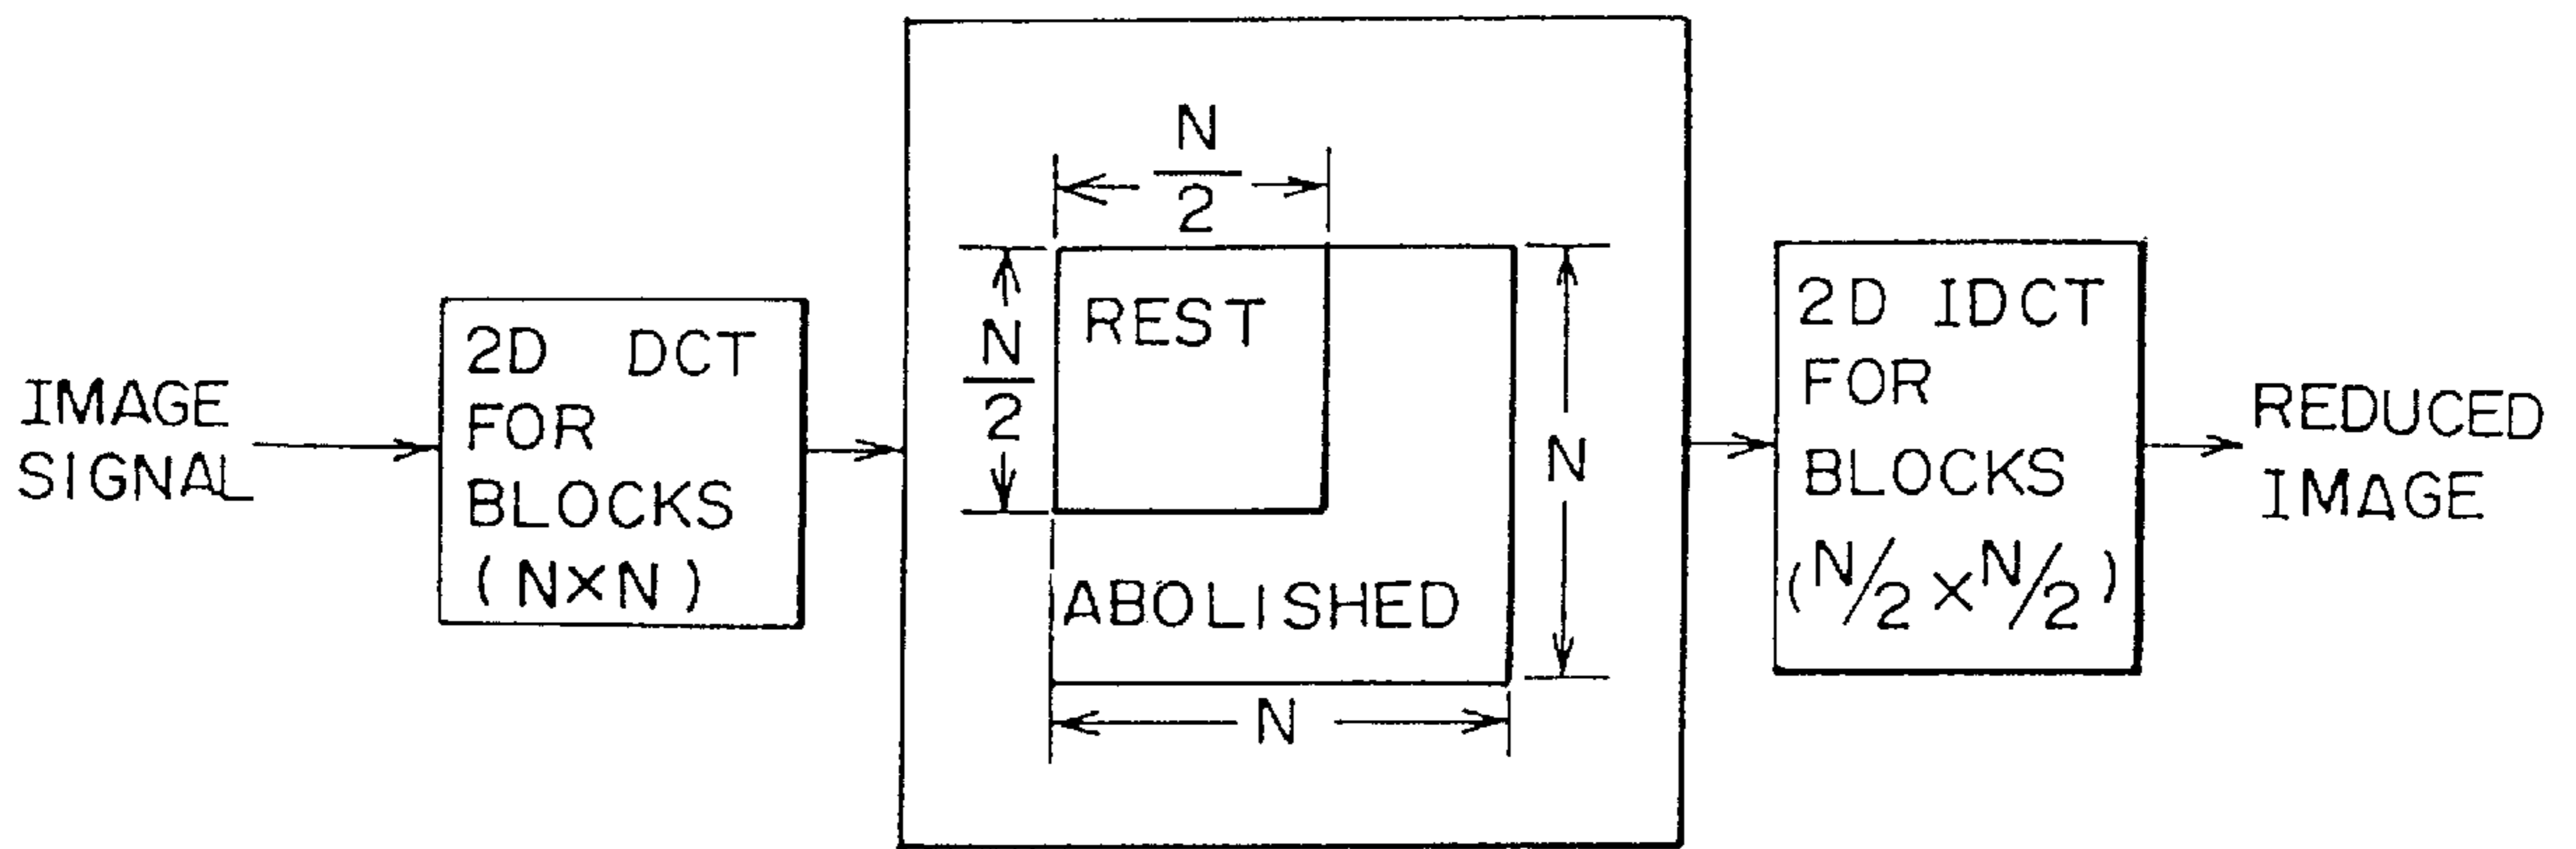 IMAGE
SIGNAL
2D DCT
FOR
BLOCKS
(N×N)
N
2
N
2
REST
ABOLISHED
N
N
2D IDCT
FOR
BLOCKS
(N/2×N/2)
REDUCED
IMAGE